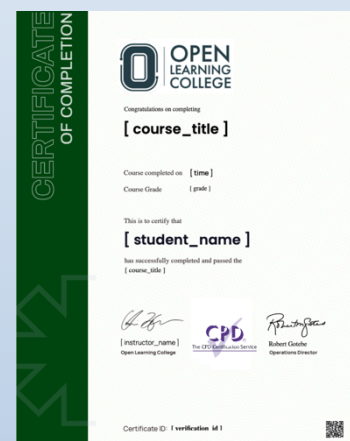 CERTIFICATE
OF COMPLETION
OPEN
LEARNING
COLLEGE
Congratulations on completing
[ course_title ]
Course completed on [ time ]
Course Grade [ grade ]
This is to certify that
[ student_name ]
has successfully completed and passed the
[ course_title ]
CPD
The CPD Certification Service
[ instructor_name ]
Open Learning College
Robert Gotebe
Operations Director
Certificate ID: [ verification_id ]